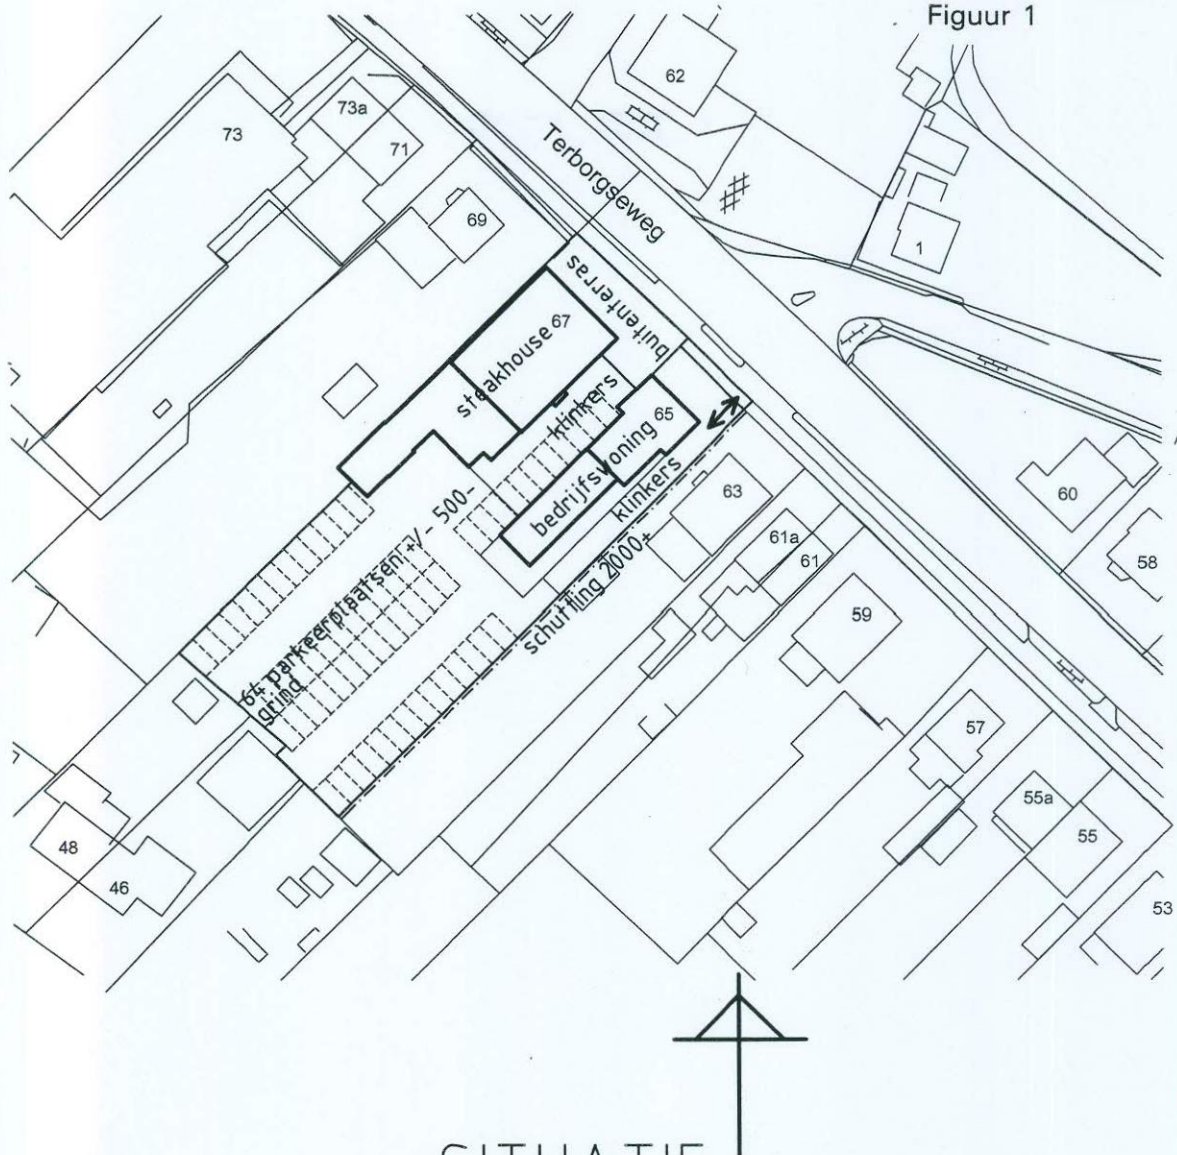 Figuur 1
62
73a
73
71
Terborgseweg
69
1
buitenterras
67
steakhouse
klinkers
65
bedrijfswoning
klinkers
63
60
61a
61
58
64 parkeerplaatsen +/- 500-
grind
schutting 2000+
59
57
55a
55
48
46
53
SITUATIE